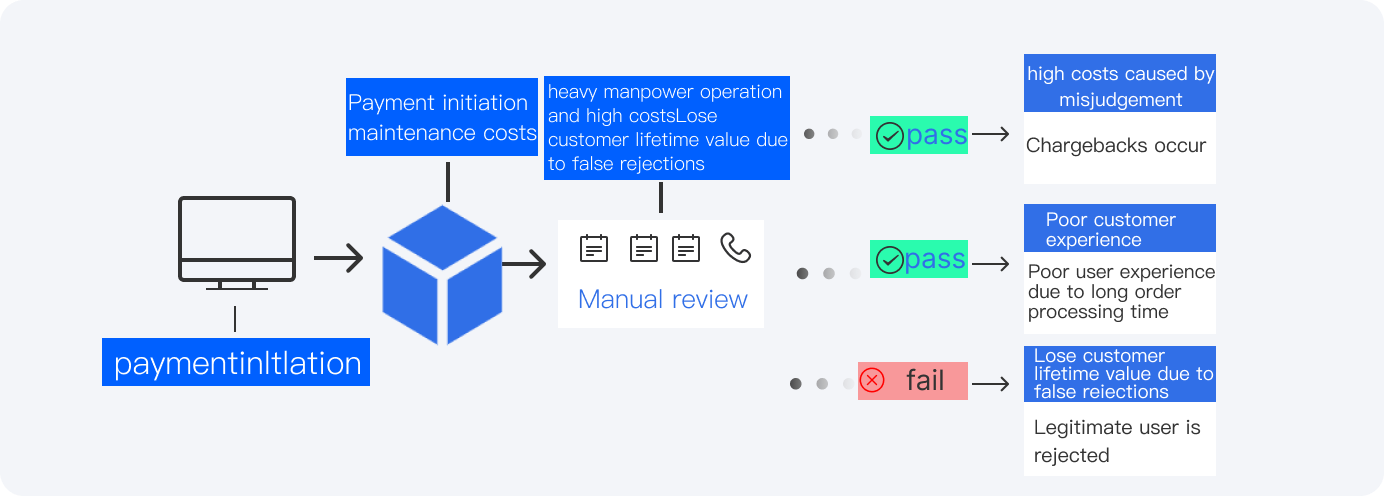 Payment initiation
maintenance costs
heavy manpower operation
and high costsLose
customer lifetime value due
to false rejections
paymentinItIation
Manual review
pass
high costs caused by
misjudgement
Chargebacks occur
pass
Poor customer
experience
Poor user experience
due to long order
processing time
fail
Lose customer
lifetime value due to
false reiections
Legitimate user is
rejected